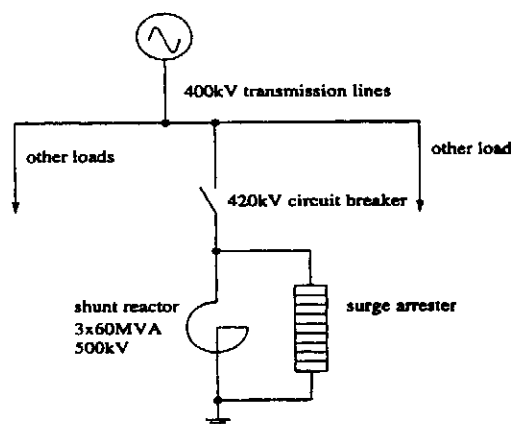 400kV transmission lines
other loads
other load
420kV circuit breaker
shunt reactor
3x60MVA
500kV
surge arrester